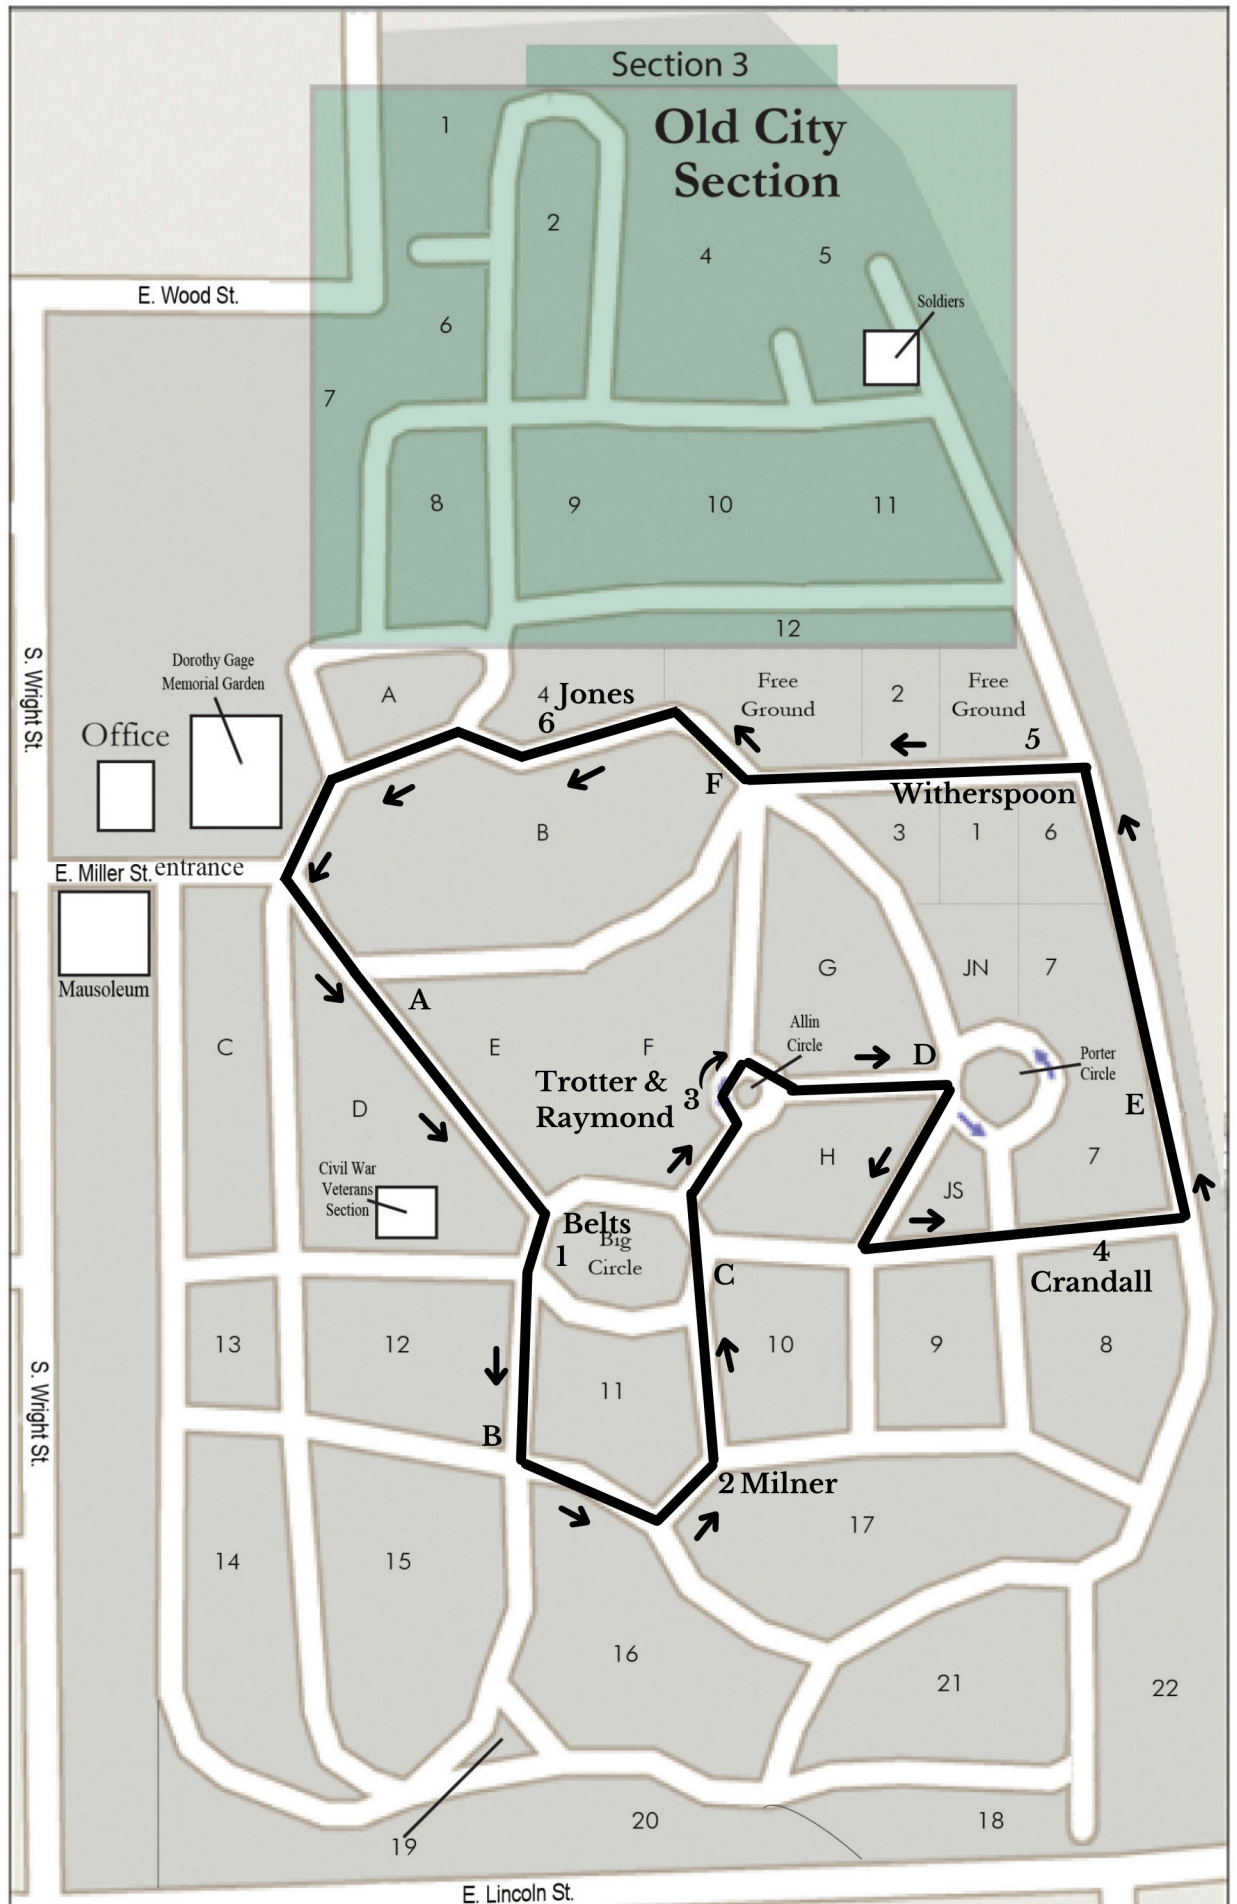 Section 3
Old City
Section
1
2
4
5
Soldiers
E. Wood St.
6
7
8
9
10
11
12
S. Wright St.
Dorothy Gage
Memorial Garden
Office
A
4 Jones
6
Free
Ground
2
Free
Ground
5
F
Witherspoon
B
3
1
6
E. Miller St. entrance
Mausoleum
A
G
JN
7
C
E
F
Allin
Circle
D
Porter
Circle
Trotter &
Raymond
3
D
E
H
7
JS
Civil War
Veterans
Section
Belts
1
Big
Circle
C
4
Crandall
13
12
11
10
9
8
S. Wright St.
B
2 Milner
17
14
15
16
21
22
19
20
18
E. Lincoln St.